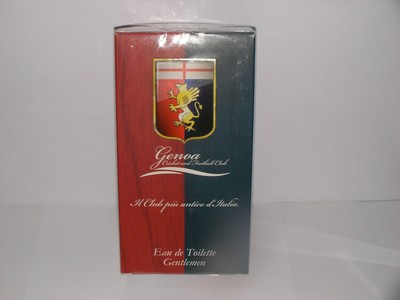 Genoa
Cricket and Football Club
Il Club più antico d'Italia.
Eau de Toilette
Gentlemen